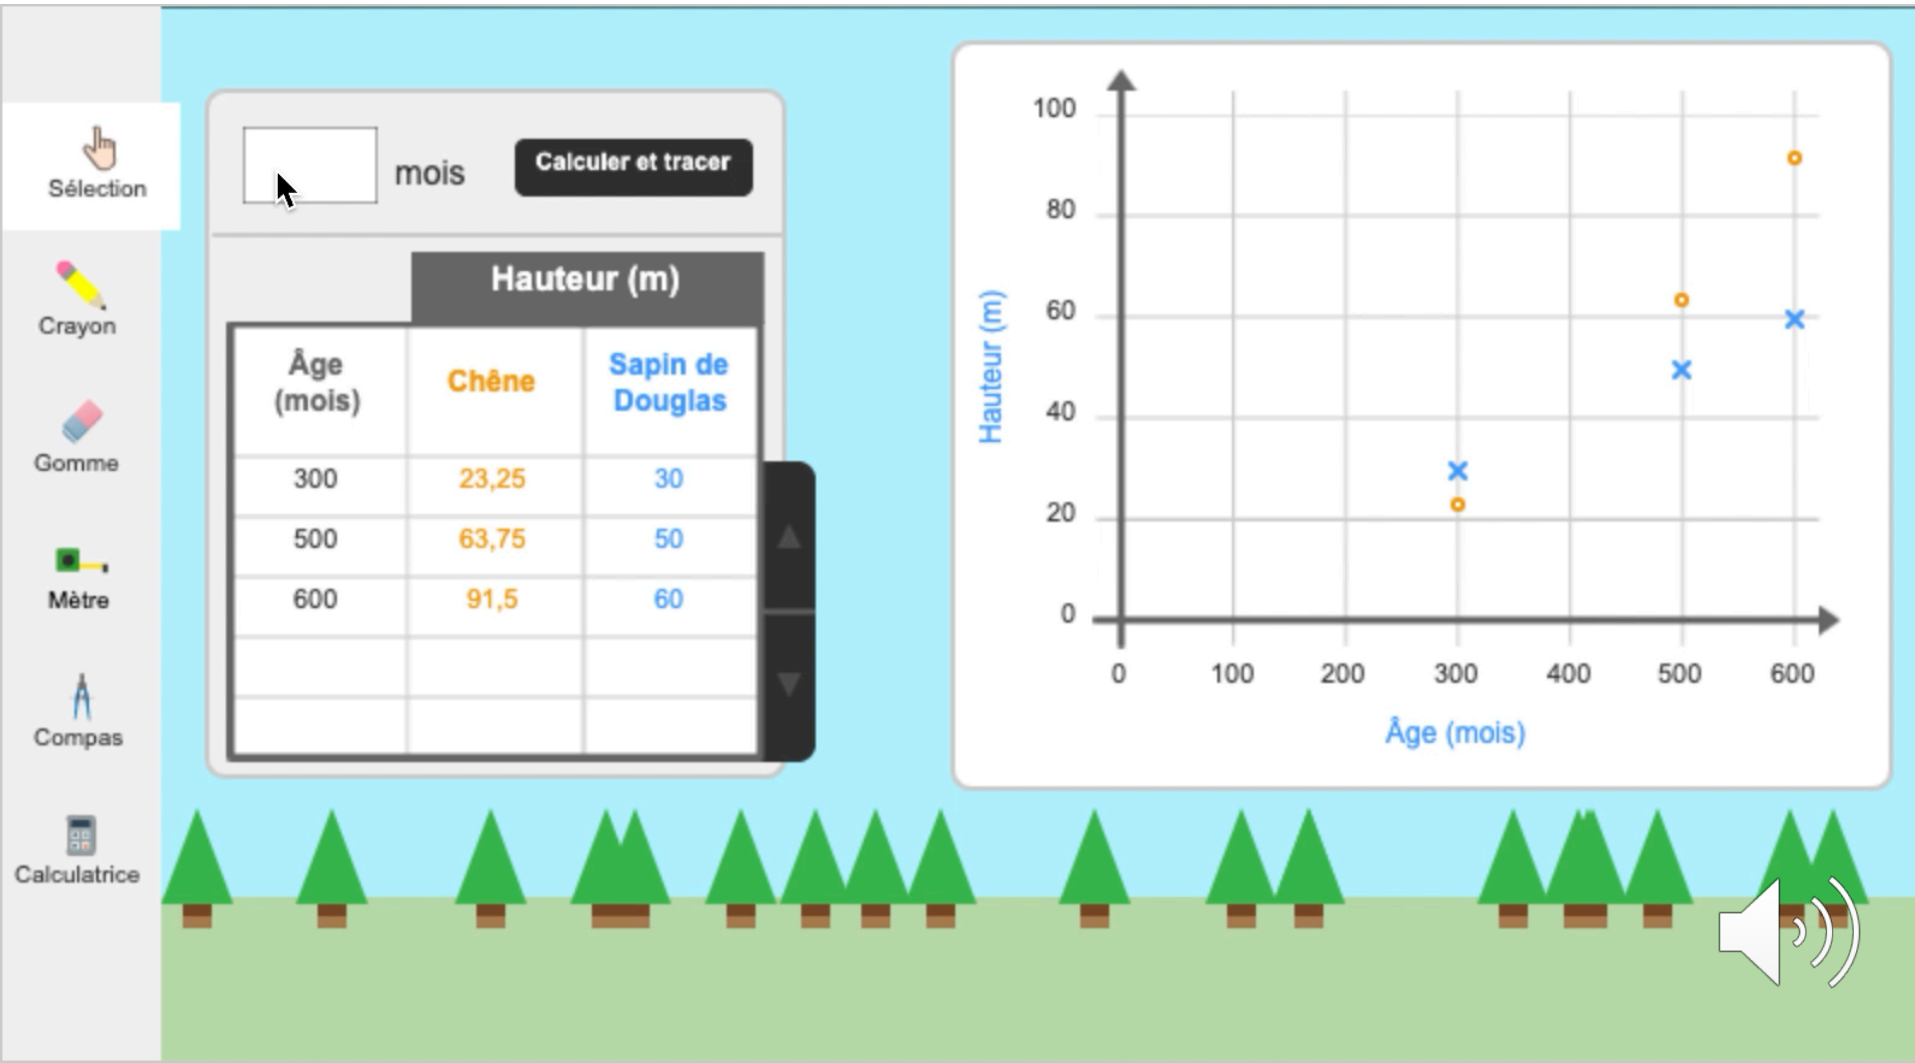 Sélection
Crayon
Gomme
Mètre
Compas
Calculatrice
mois
Calculer et tracer
Hauteur (m)
Âge (mois)
Chêne
Sapin de Douglas
300 23,25 30
500 63,75 50
600 91,5 60
▲
▼
Hauteur (m)
100
80
60
40
20
0
0 100 200 300 400 500 600
Âge (mois)